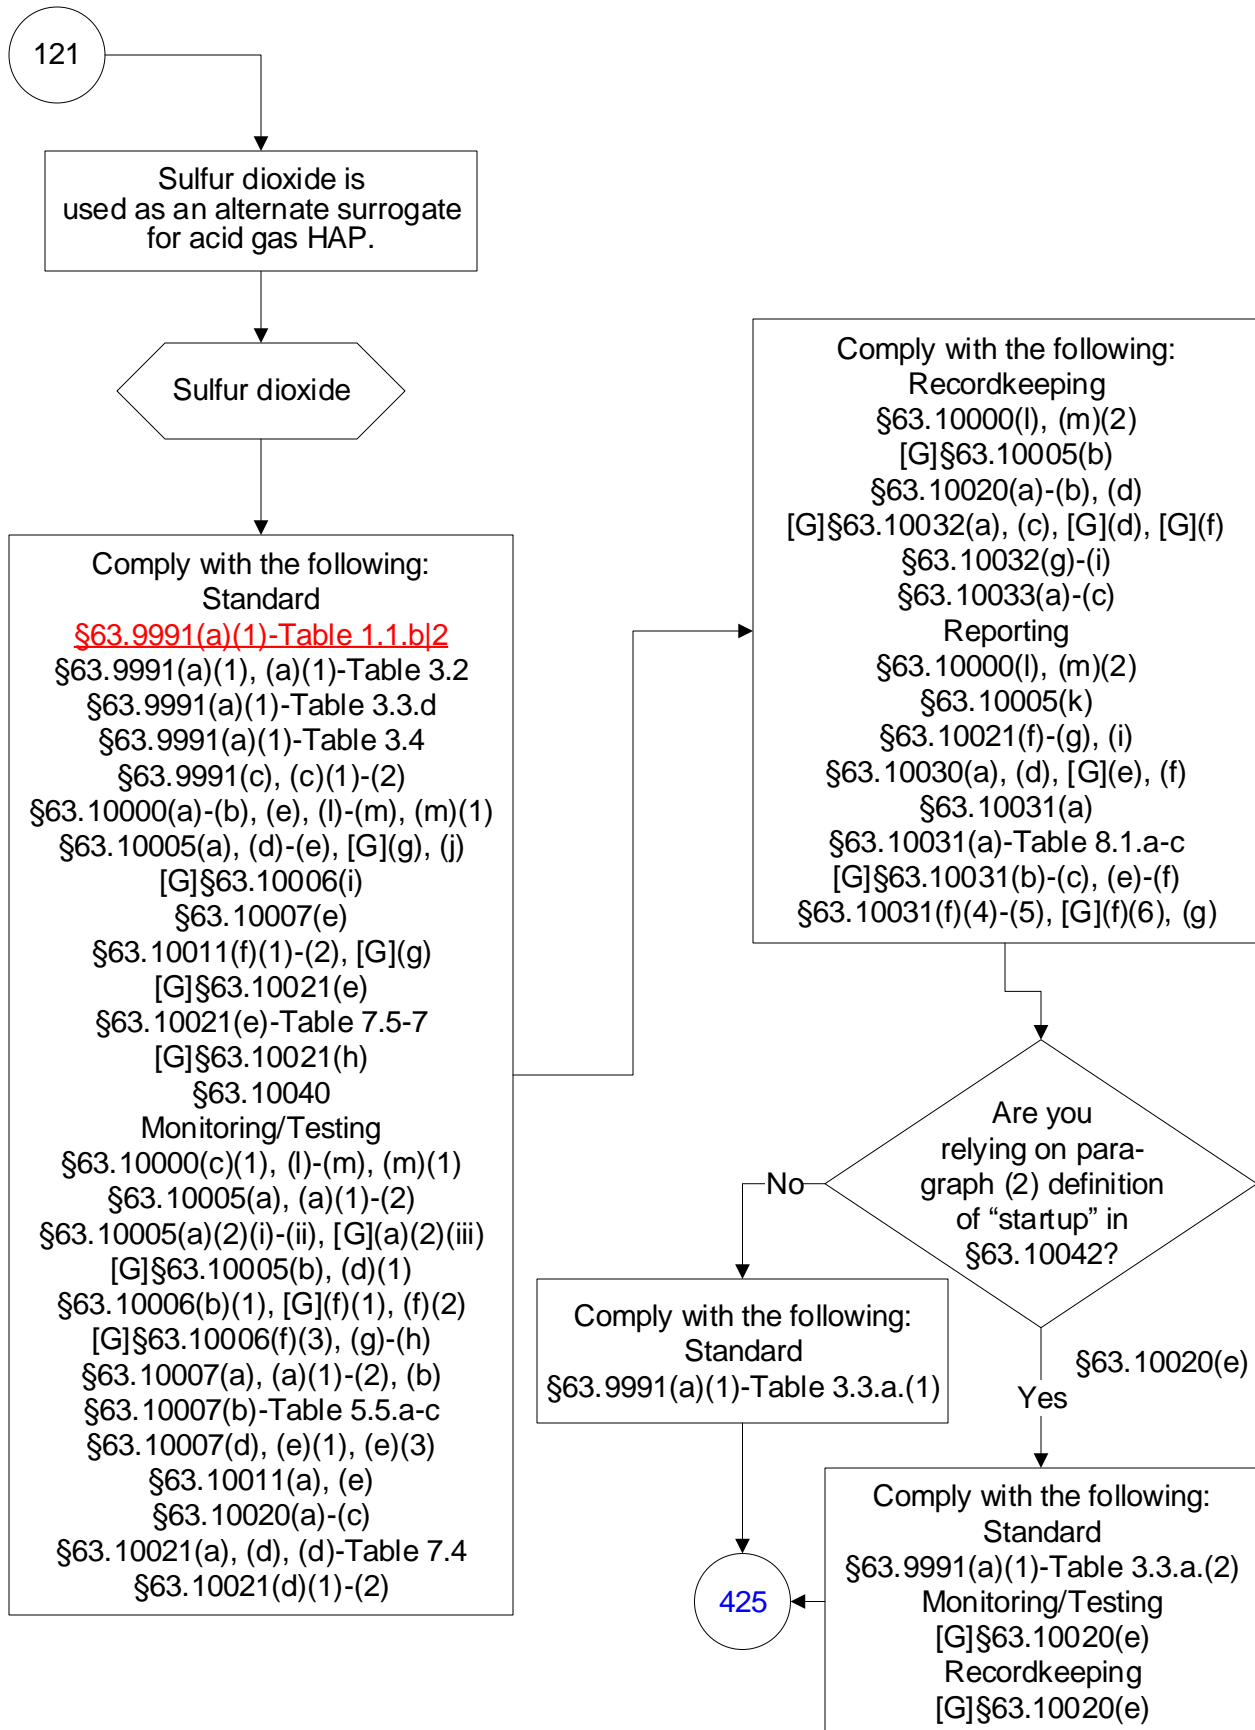 121
Sulfur dioxide is
used as an alternate surrogate
for acid gas HAP.
Sulfur dioxide
Comply with the following:
Standard
§63.9991(a)(1)-Table 1.1.b|2
§63.9991(a)(1), (a)(1)-Table 3.2
§63.9991(a)(1)-Table 3.3.d
§63.9991(a)(1)-Table 3.4
§63.9991(c), (c)(1)-(2)
§63.10000(a)-(b), (e), (l)-(m), (m)(1)
§63.10005(a), (d)-(e), [G](g), (j)
[G]§63.10006(i)
§63.10007(e)
§63.10011(f)(1)-(2), [G](g)
[G]§63.10021(e)
§63.10021(e)-Table 7.5-7
[G]§63.10021(h)
§63.10040
Monitoring/Testing
§63.10000(c)(1), (l)-(m), (m)(1)
§63.10005(a), (a)(1)-(2)
§63.10005(a)(2)(i)-(ii), [G](a)(2)(iii)
[G]§63.10005(b), (d)(1)
§63.10006(b)(1), [G](f)(1), (f)(2)
[G]§63.10006(f)(3), (g)-(h)
§63.10007(a), (a)(1)-(2), (b)
§63.10007(b)-Table 5.5.a-c
§63.10007(d), (e)(1), (e)(3)
§63.10011(a), (e)
§63.10020(a)-(c)
§63.10021(a), (d), (d)-Table 7.4
§63.10021(d)(1)-(2)
Comply with the following:
Recordkeeping
§63.10000(l), (m)(2)
[G]§63.10005(b)
§63.10020(a)-(b), (d)
[G]§63.10032(a), (c), [G](d), [G](f)
§63.10032(g)-(i)
§63.10033(a)-(c)
Reporting
§63.10000(l), (m)(2)
§63.10005(k)
§63.10021(f)-(g), (i)
§63.10030(a), (d), [G](e), (f)
§63.10031(a)
§63.10031(a)-Table 8.1.a-c
[G]§63.10031(b)-(c), (e)-(f)
§63.10031(f)(4)-(5), [G](f)(6), (g)
Are you
relying on para-
graph (2) definition
of “startup” in
§63.10042?
No
Comply with the following:
Standard
§63.9991(a)(1)-Table 3.3.a.(1)
§63.10020(e)
Yes
Comply with the following:
Standard
§63.9991(a)(1)-Table 3.3.a.(2)
Monitoring/Testing
[G]§63.10020(e)
Recordkeeping
[G]§63.10020(e)
425